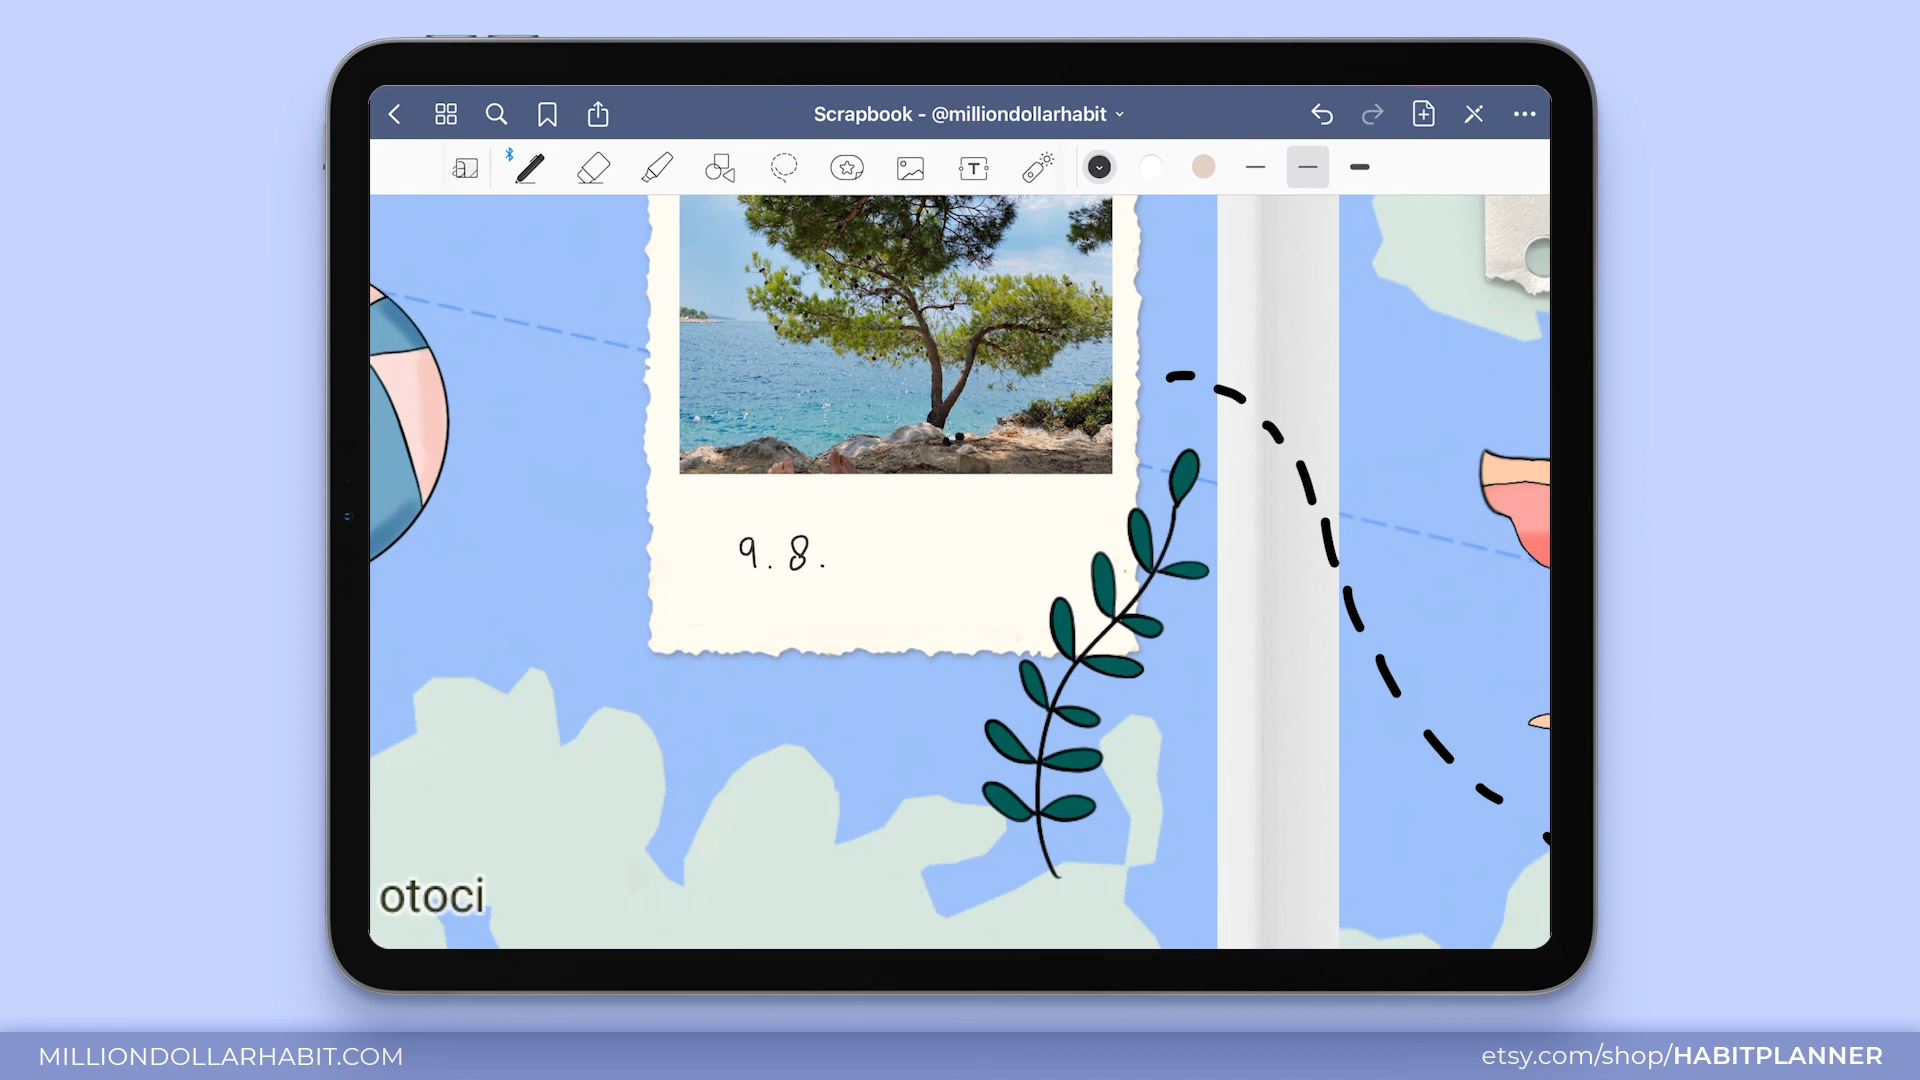 Scrapbook - @milliondollarhabit
T
9. 8.
otoci
MILLIONDOLLARHABIT.COM
etsy.com/shop/HABITPLANNER